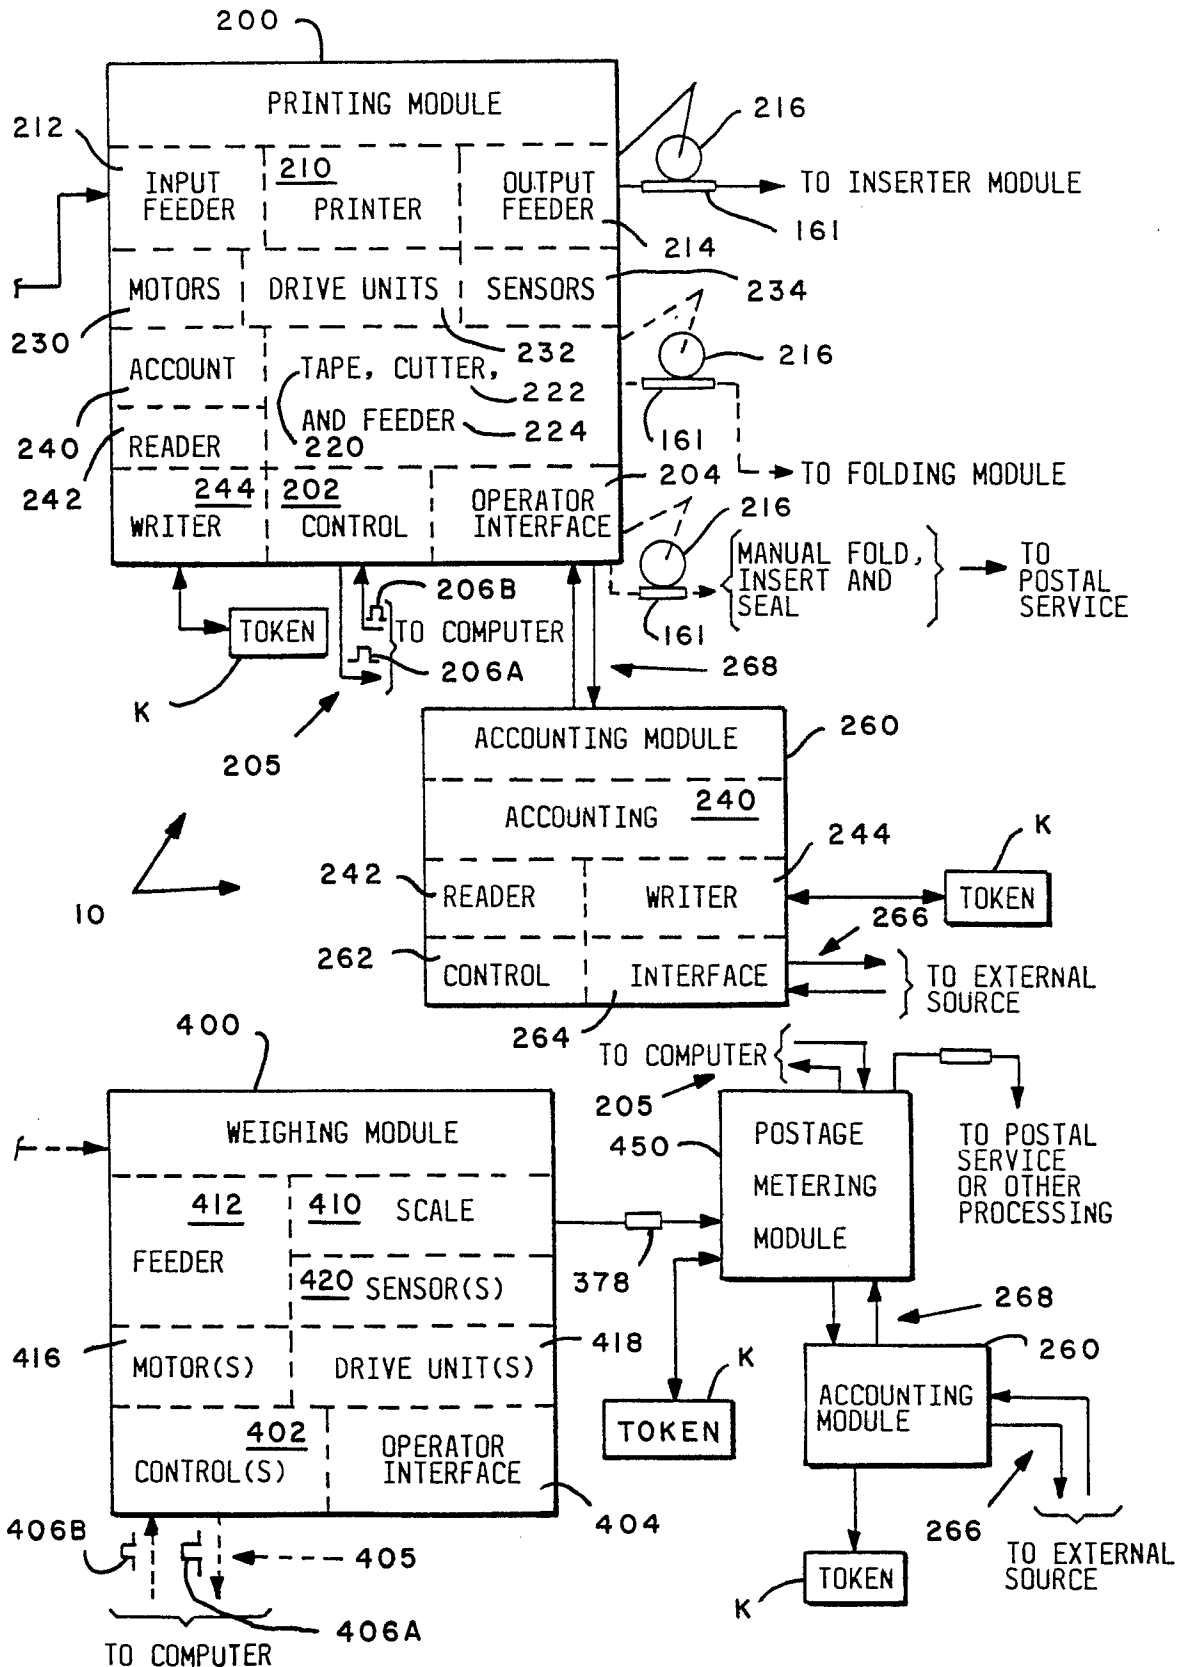 200
PRINTING MODULE
212
216
INPUT
FEEDER
210
PRINTER
OUTPUT
FEEDER
TO INSERTER MODULE
161
214
MOTORS
DRIVE UNITS
SENSORS
234
230
232
216
ACCOUNT
TAPE, CUTTER,
222
AND FEEDER
224
220
161
240
READER
242
TO FOLDING MODULE
204
244
WRITER
202
CONTROL
OPERATOR
INTERFACE
216
MANUAL FOLD,
INSERT AND
SEAL
TO
POSTAL
SERVICE
161
206B
TOKEN
TO COMPUTER
206A
268
K
205
ACCOUNTING MODULE
260
240
ACCOUNTING
244
K
242
READER
WRITER
TOKEN
10
266
262
CONTROL
INTERFACE
TO EXTERNAL
SOURCE
264
400
TO COMPUTER
205
WEIGHING MODULE
450
POSTAGE
METERING
MODULE
TO POSTAL
SERVICE
OR OTHER
PROCESSING
412
FEEDER
410
SCALE
420
SENSOR(S)
378
268
416
MOTOR(S)
DRIVE UNIT(S)
418
K
260
TOKEN
ACCOUNTING
MODULE
402
CONTROL(S)
OPERATOR
INTERFACE
404
266
406B
405
TO EXTERNAL
SOURCE
TOKEN
K
406A
TO COMPUTER